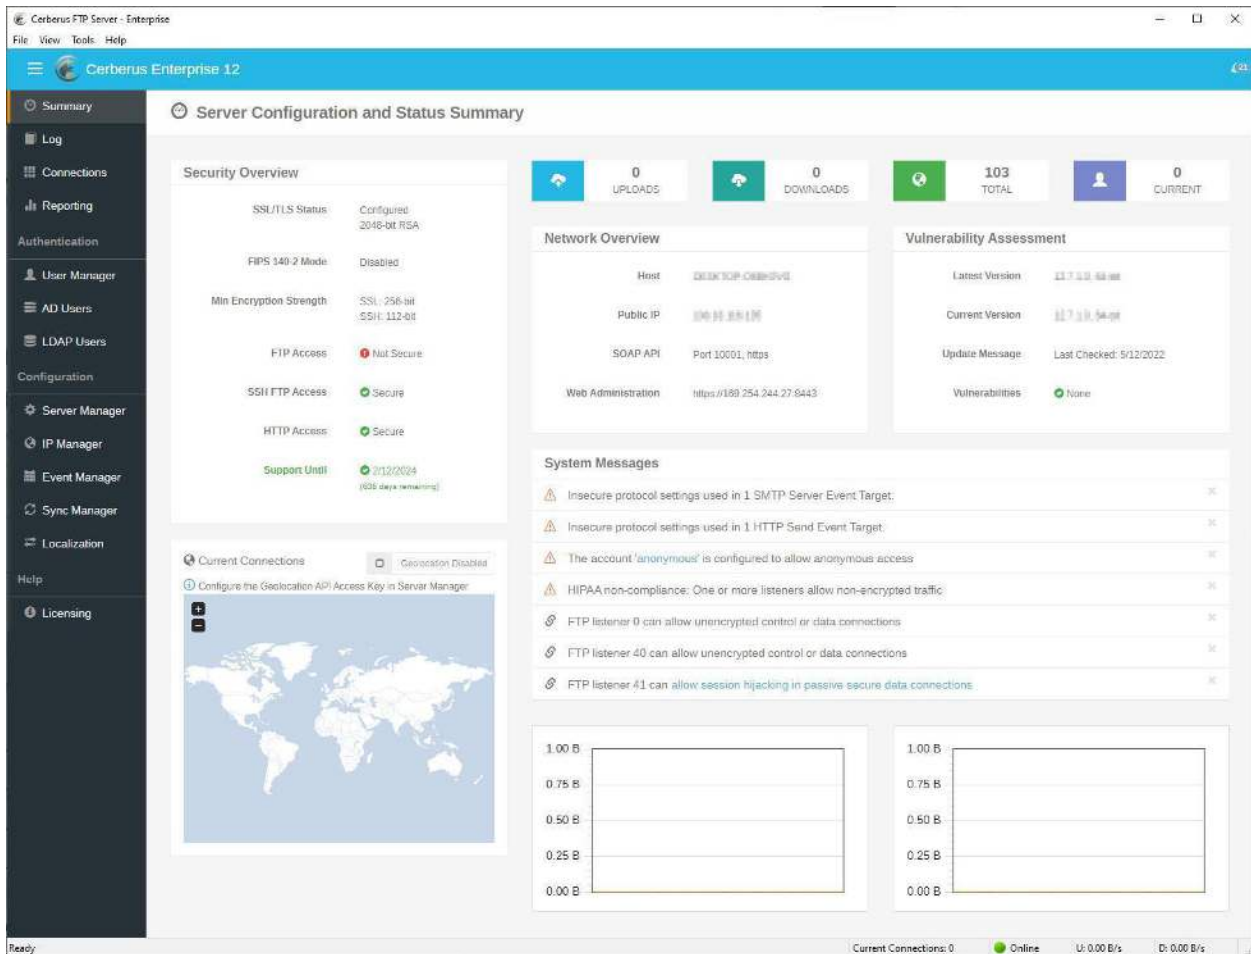 Cerberus FTP Server - Enterprise
File View Tools Help
Cerberus Enterprise 12
21
Summary
Log
Connections
Reporting
Authentication
User Manager
AD Users
LDAP Users
Configuration
Server Manager
IP Manager
Event Manager
Sync Manager
Localization
Help
Licensing
Server Configuration and Status Summary
Security Overview
SSL/TLS Status Configured
2048-bit RSA
FIPS 140-2 Mode Disabled
Min Encryption Strength SSL: 256-bit
SSH: 112-bit
FTP Access Not Secure
SSH FTP Access Secure
HTTP Access Secure
Support Until 2/12/2024
days remaining)
Current Connections Geolocation Disabled
Configure the Geolocation API Access Key in Server Manager
+
-
0
UPLOADS
0
DOWNLOADS
103
TOTAL
0
CURRENT
Network Overview
Host
Public IP
SOAP API Port 10001, https
Web Administration https://169.254.244.27:9443
Vulnerability Assessment
Latest Version
Current Version
Update Message Last Checked: 5/12/2022
Vulnerabilities None
System Messages
Insecure protocol settings used in 1 SMTP Server Event Target.
Insecure protocol settings used in 1 HTTP Send Event Target.
The account 'anonymous' is configured to allow anonymous access
HIPAA non-compliance: One or more listeners allow non-encrypted traffic
FTP listener 0 can allow unencrypted control or data connections
FTP listener 40 can allow unencrypted control or data connections
FTP listener 41 can allow session hijacking in passive secure data connections
1.00 B
0.75 B
0.50 B
0.25 B
0.00 B
1.00 B
0.75 B
0.50 B
0.25 B
0.00 B
Ready
Current Connections: 0 Online U: 0.00 B/s D: 0.00 B/s